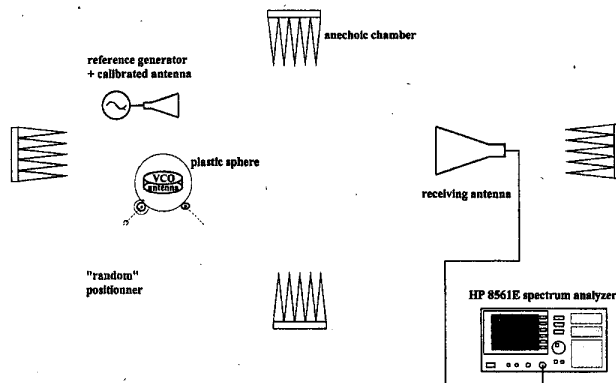 anechoic chamber
reference generator
+ calibrated antenna
plastic sphere
VCO
antenna
receiving antenna
"random"
positionner
HP 8561E spectrum analyzer